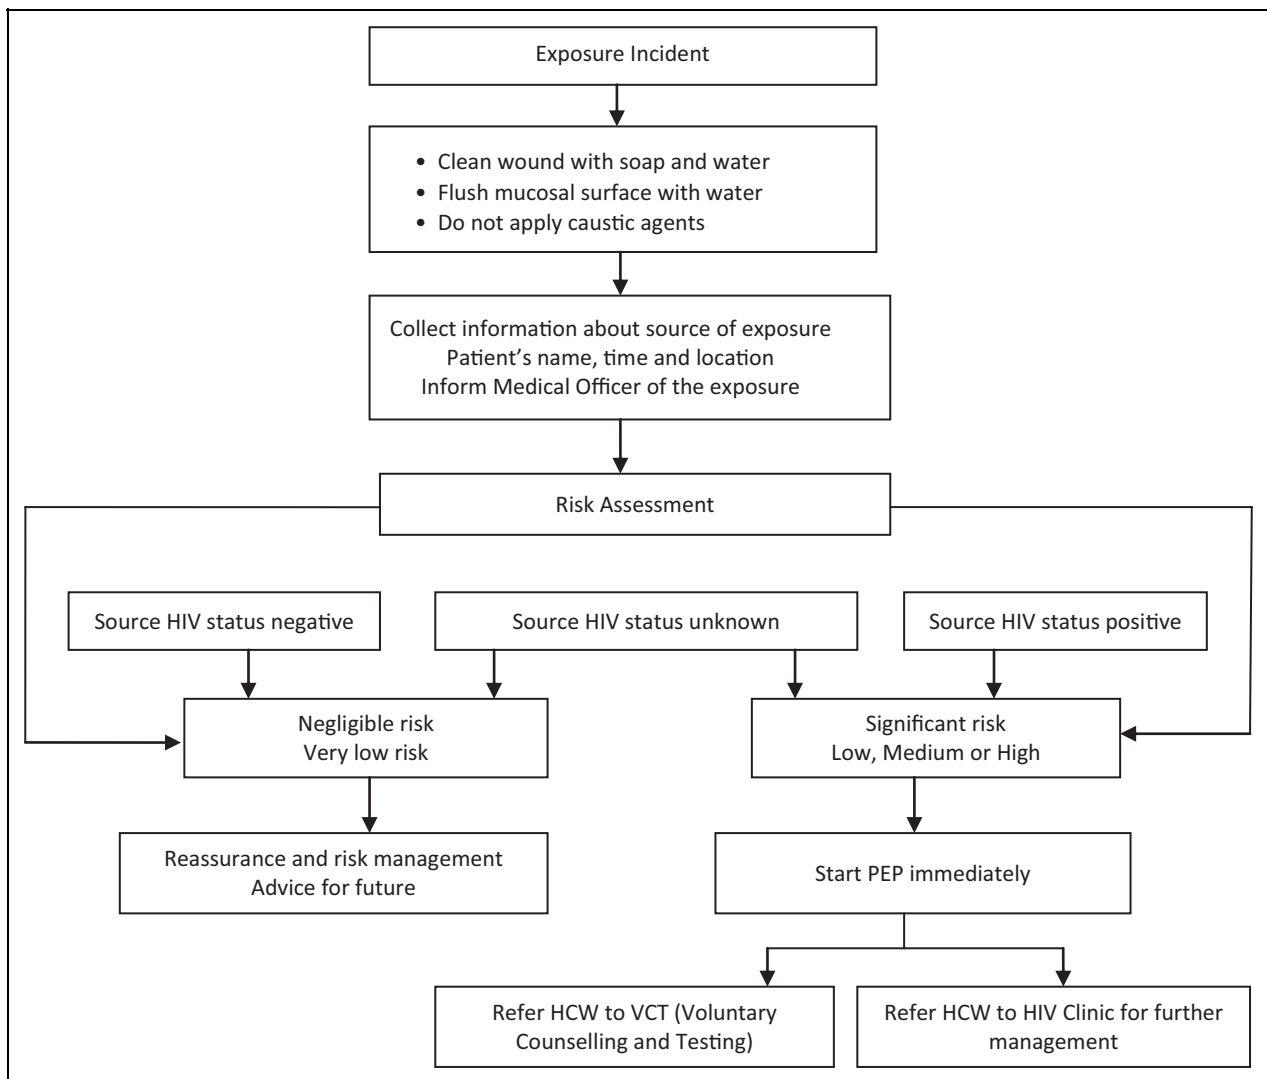 Exposure Incident
• Clean wound with soap and water
• Flush mucosal surface with water
• Do not apply caustic agents
Collect information about source of exposure
Patient's name, time and location
Inform Medical Officer of the exposure
Risk Assessment
Source HIV status negative
Source HIV status unknown
Source HIV status positive
Negligible risk
Very low risk
Significant risk
Low, Medium or High
Reassurance and risk management
Advice for future
Start PEP immediately
Refer HCW to VCT (Voluntary
Counselling and Testing)
Refer HCW to HIV Clinic for further
management